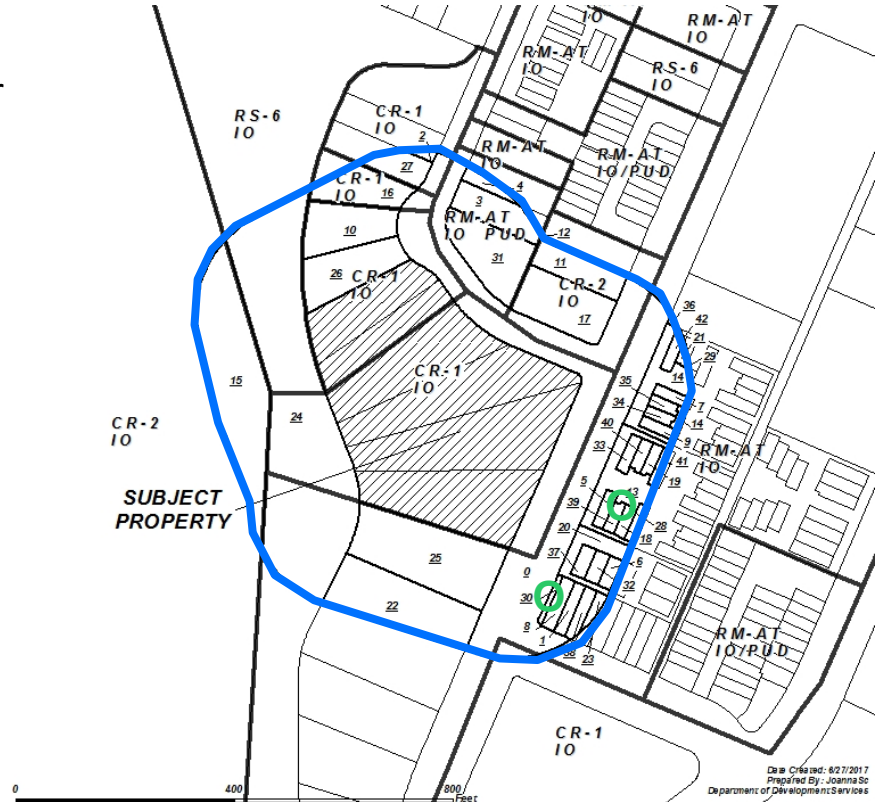 IO
RM-AT
IO
RM-AT
IO
RS-6
IO
RS-6
IO
CR-1
IO
2
RM-AT
IO
RM-AT
IO/PUD
27
CR-1
IO
16
4
3
RM-AT
IO PUD
12
10
31
11
26
CR-1
IO
CR-2
IO
17
36
42
21
29
14
15
CR-1
IO
35
7
34
14
24
CR-2
IO
40
9
33
41
RM-AT
IO
19
5
13
SUBJECT
PROPERTY
39
28
20
18
25
37
0
6
32
30
22
8
1
38
23
RM-AT
IO/PUD
CR-1
IO
0 400 800
Feet
Date Created: 6/27/2017
Prepared By: JoannaSc
Department of Development Services